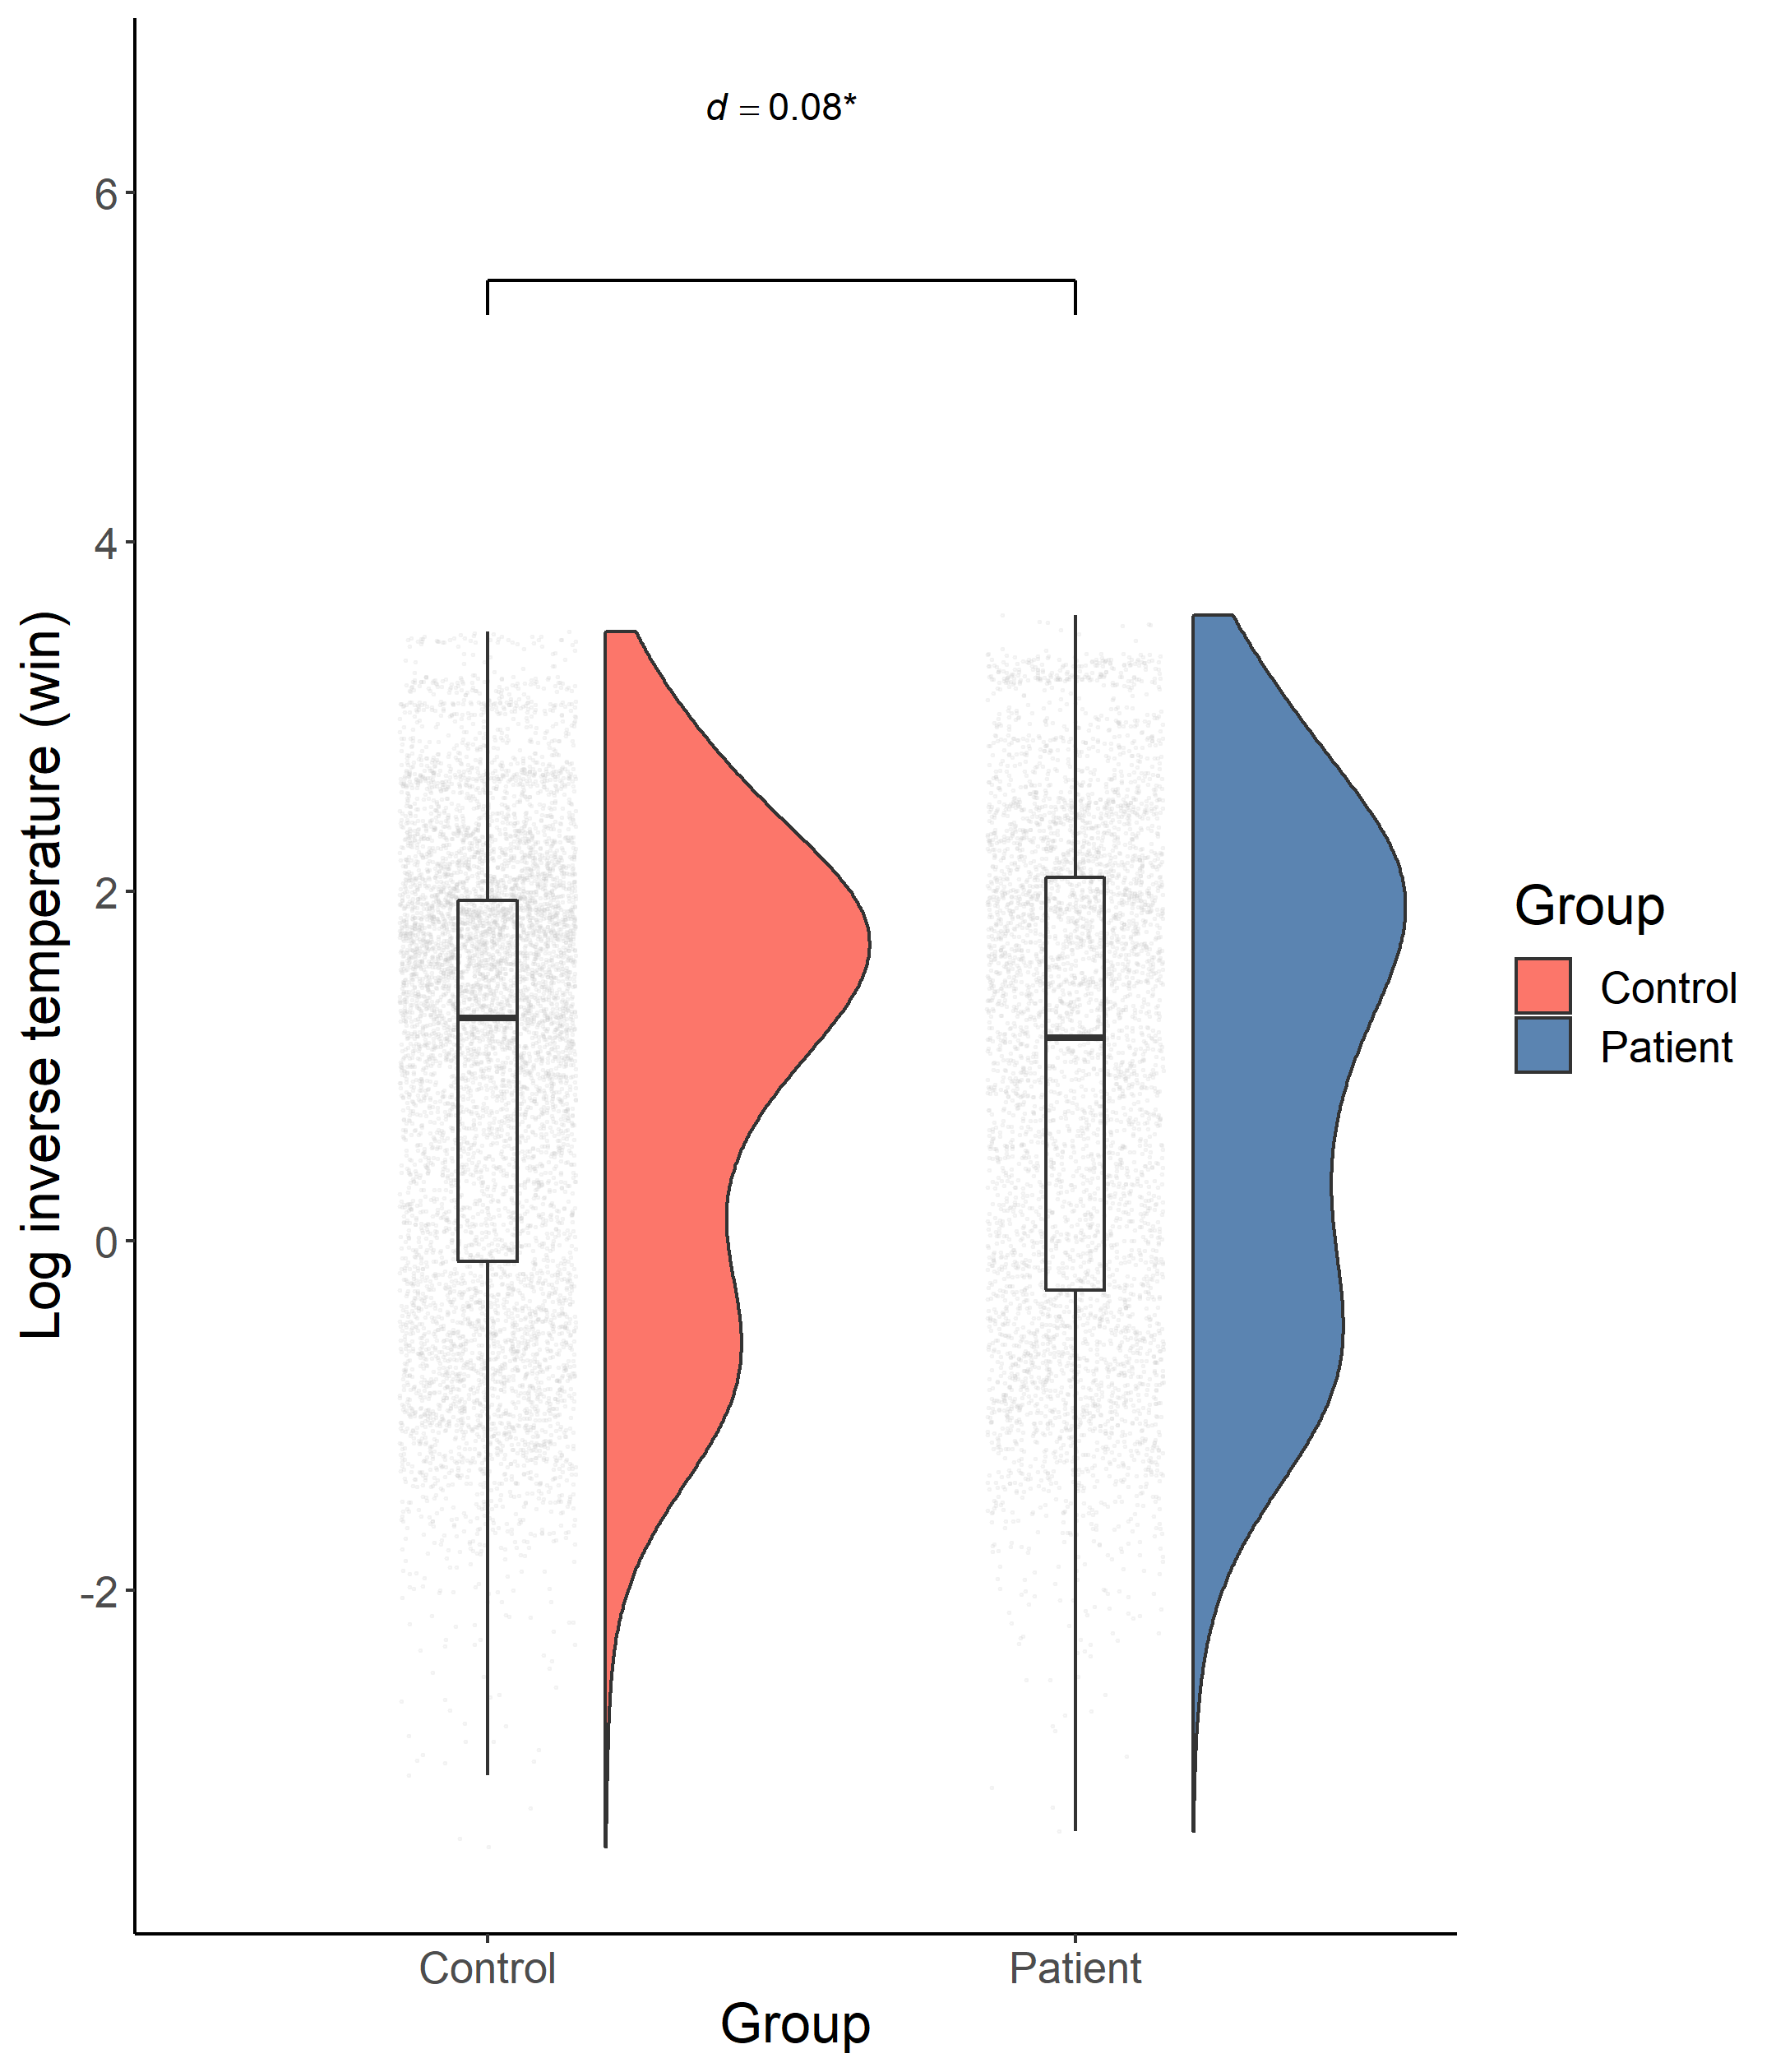 d = 0.08*
6
4
2
0
-2
Log inverse temperature (win)
Control
Patient
Group
Group
Control
Patient